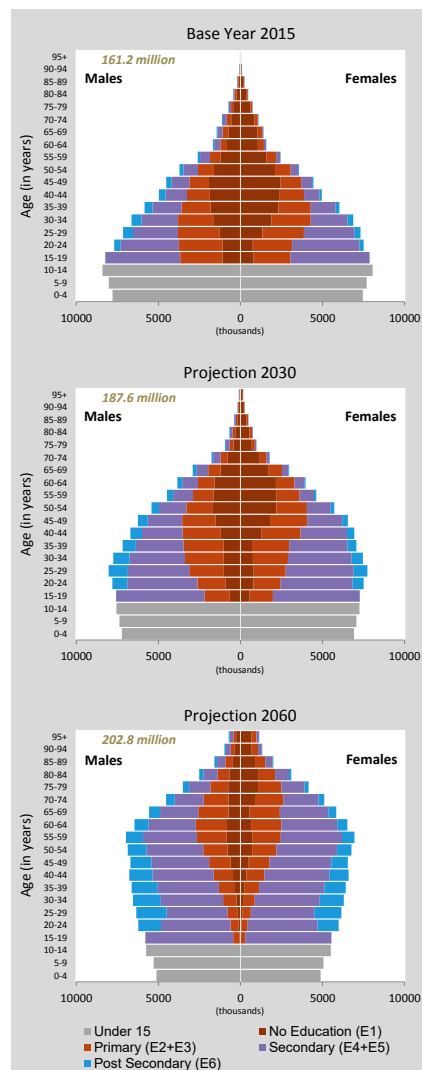 Base Year 2015
161.2 million
Males
Females
Age (in years)
95+
90-94
85-89
80-84
75-79
70-74
65-69
60-64
55-59
50-54
45-49
40-44
35-39
30-34
25-29
20-24
15-19
10-14
5-9
0-4
10000 5000 0 5000 10000
(thousands)
Projection 2030
187.6 million
Males
Females
Age (in years)
95+
90-94
85-89
80-84
75-79
70-74
65-69
60-64
55-59
50-54
45-49
40-44
35-39
30-34
25-29
20-24
15-19
10-14
5-9
0-4
10000 5000 0 5000 10000
(thousands)
Projection 2060
202.8 million
Males
Females
Age (in years)
95+
90-94
85-89
80-84
75-79
70-74
65-69
60-64
55-59
50-54
45-49
40-44
35-39
30-34
25-29
20-24
15-19
10-14
5-9
0-4
10000 5000 0 5000 10000
(thousands)
Under 15 No Education (E1)
Primary (E2+E3) Secondary (E4+E5)
Post Secondary (E6)